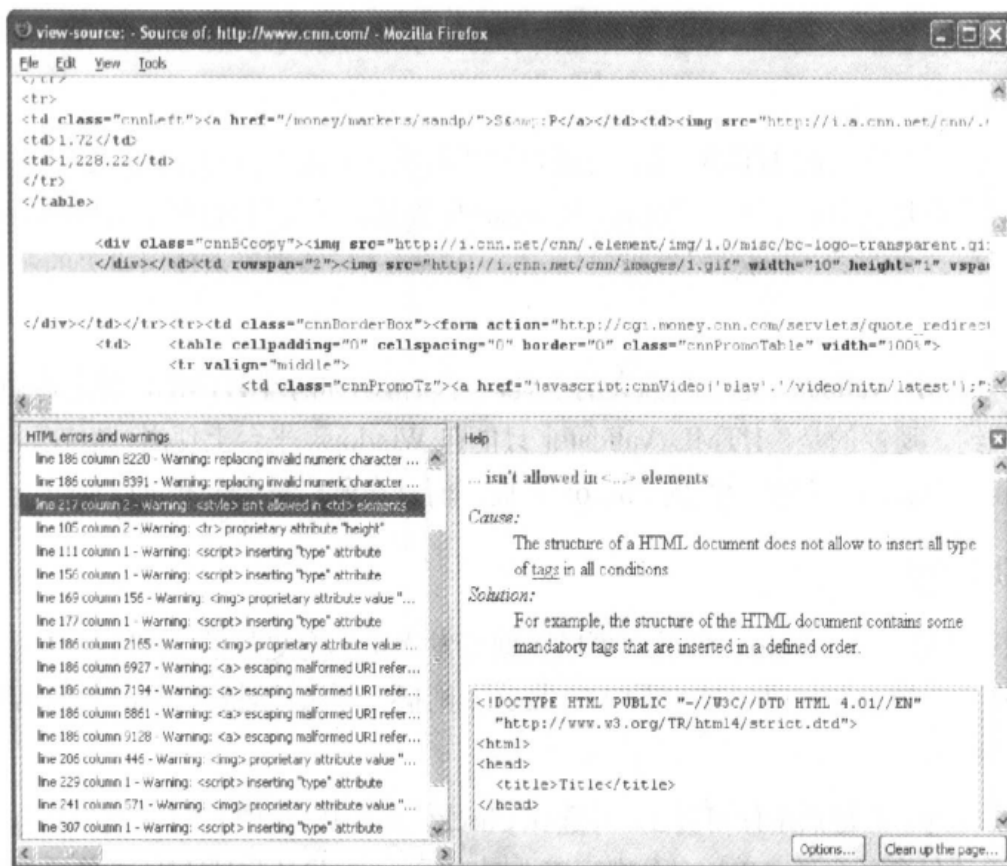 view-source: - Source of: http://www.cnn.com/ - Mozilla Firefox
File Edit View Tools
</tr>
<tr>
<td class="cnnLeft"><a href="/money/markets/sandp/">S&amp;P</a></td><td><img src="http://i.a.cnn.net/cnn/.
<td>1.72</td>
<td>1,228.22</td>
</tr>
</table>
<div class="cnnBCcopy"><img src="http://i.cnn.net/cnn/.element/img/1.0/misc/bc-logo-transparent.gi
</div></td><td rowspan="2"><img src="http://i.cnn.net/cnn/images/1.gif" width="10" height="1" vspa
</div></td></tr><tr><td class="cnnBorderBox"><form action="http://cgi.money.cnn.com/servlets/quote_redirect
<td> <table cellpadding="0" cellspacing="0" border="0" class="cnnPromoTable" width="100%">
<tr valign="middle">
<td class="cnnPromoTz"><a href="javascript:cnnVideo('play','/video/nitn/latest');"
HTML errors and warnings
line 186 column 8220 - Warning: replacing invalid numeric character ...
line 186 column 8391 - Warning: replacing invalid numeric character ...
line 217 column 2 - Warning: <style> isn't allowed in <td> elements
line 105 column 2 - Warning: <tr> proprietary attribute "height"
line 111 column 1 - Warning: <script> inserting "type" attribute
line 156 column 1 - Warning: <script> inserting "type" attribute
line 169 column 156 - Warning: <img> proprietary attribute value "...
line 177 column 1 - Warning: <script> inserting "type" attribute
line 186 column 2165 - Warning: <img> proprietary attribute value "...
line 186 column 6927 - Warning: <a> escaping malformed URI refer...
line 186 column 7194 - Warning: <a> escaping malformed URI refer...
line 186 column 8861 - Warning: <a> escaping malformed URI refer...
line 186 column 9128 - Warning: <a> escaping malformed URI refer...
line 206 column 446 - Warning: <img> proprietary attribute value "...
line 229 column 1 - Warning: <script> inserting "type" attribute
line 241 column 571 - Warning: <img> proprietary attribute value "...
line 307 column 1 - Warning: <script> inserting "type" attribute
Help
... isn't allowed in <...> elements
Cause:
The structure of a HTML document does not allow to insert all type
of tags in all conditions
Solution:
For example, the structure of the HTML document contains some
mandatory tags that are inserted in a defined order.
<!DOCTYPE HTML PUBLIC "-//W3C//DTD HTML 4.01//EN"
"http://www.w3.org/TR/html4/strict.dtd">
<html>
<head>
<title>Title</title>
</head>
Options... Clean up the page...